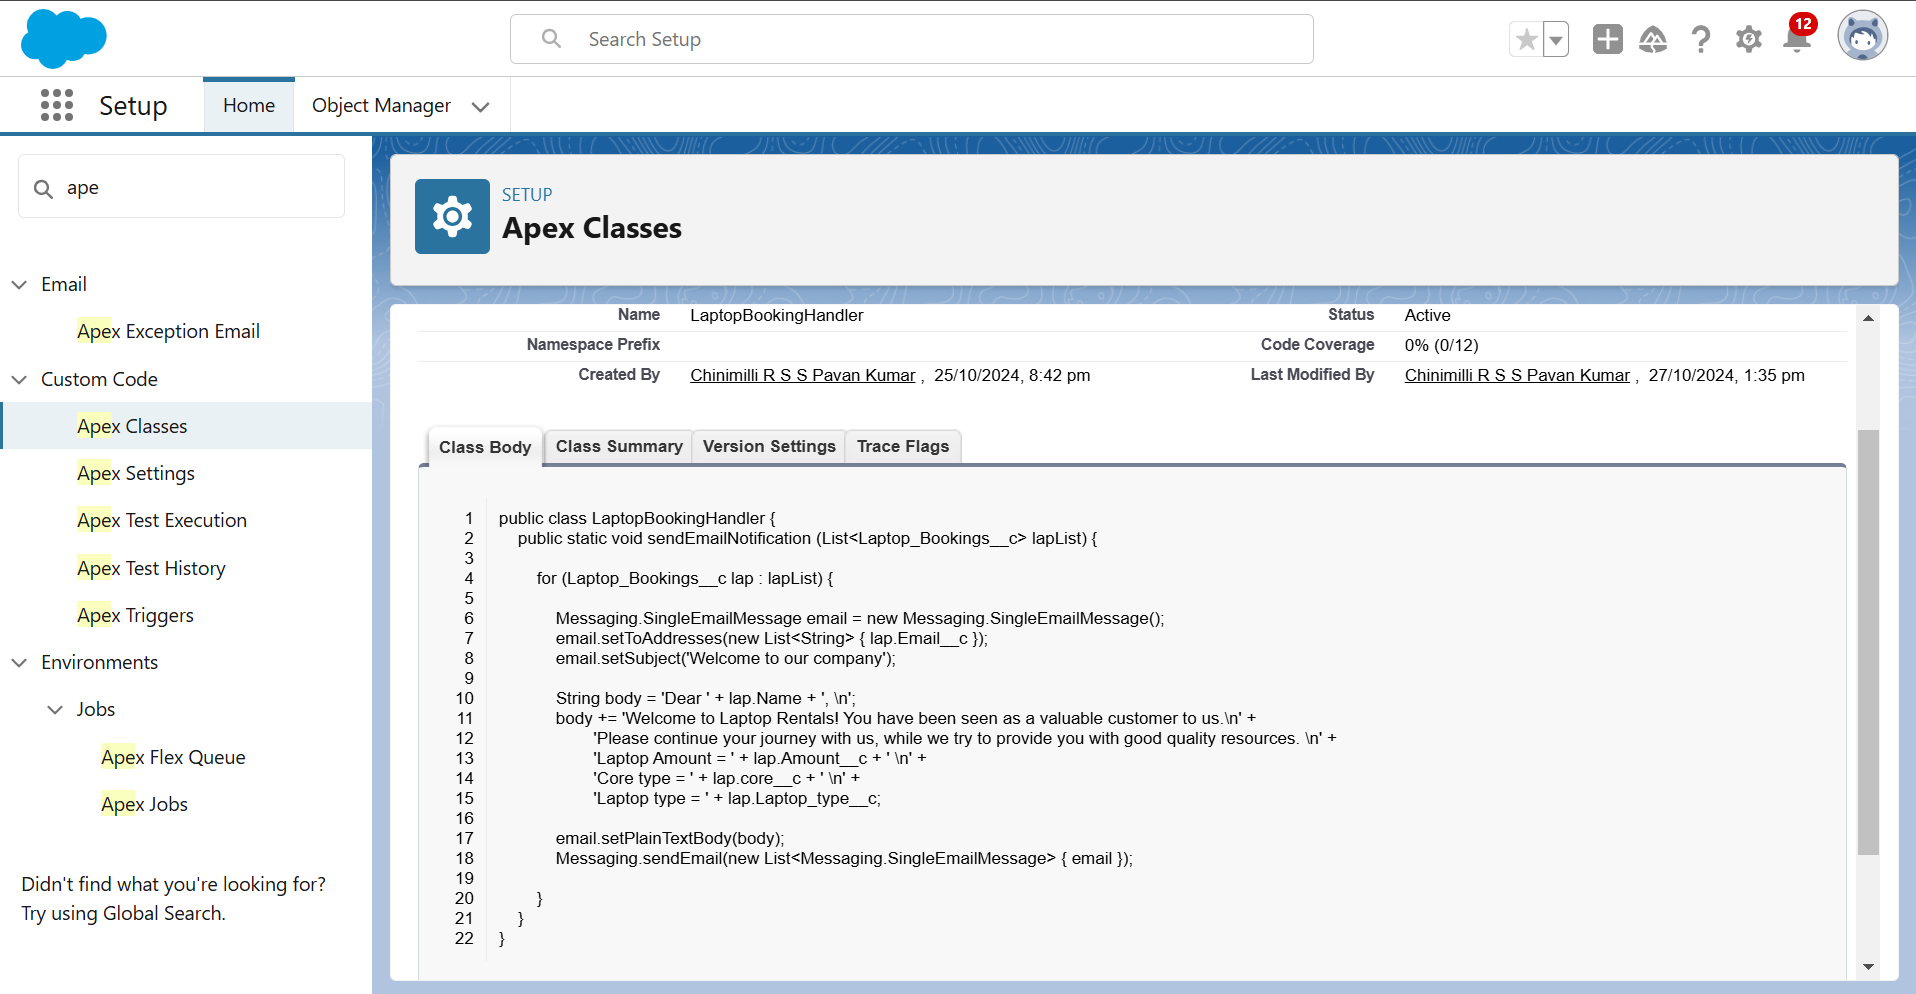 Search Setup
12
Setup
Home
Object Manager
ape
Email
Apex Exception Email
Custom Code
Apex Classes
Apex Settings
Apex Test Execution
Apex Test History
Apex Triggers
Environments
Jobs
Apex Flex Queue
Apex Jobs
Didn't find what you're looking for?
Try using Global Search.
SETUP
Apex Classes
Name LaptopBookingHandler Status Active
Namespace Prefix Code Coverage 0% (0/12)
Created By Chinimilli R S S Pavan Kumar , 25/10/2024, 8:42 pm Last Modified By Chinimilli R S S Pavan Kumar , 27/10/2024, 1:35 pm
Class Body Class Summary Version Settings Trace Flags
1 public class LaptopBookingHandler {
2 public static void sendEmailNotification (List<Laptop_Bookings__c> lapList) {
3
4 for (Laptop_Bookings__c lap : lapList) {
5
6 Messaging.SingleEmailMessage email = new Messaging.SingleEmailMessage();
7 email.setToAddresses(new List<String> { lap.Email__c });
8 email.setSubject('Welcome to our company');
9
10 String body = 'Dear ' + lap.Name + ', \n';
11 body += 'Welcome to Laptop Rentals! You have been seen as a valuable customer to us.\n' +
12 'Please continue your journey with us, while we try to provide you with good quality resources. \n' +
13 'Laptop Amount = ' + lap.Amount__c + ' \n' +
14 'Core type = ' + lap.core__c + ' \n' +
15 'Laptop type = ' + lap.Laptop_type__c;
16
17 email.setPlainTextBody(body);
18 Messaging.sendEmail(new List<Messaging.SingleEmailMessage> { email });
19
20 }
21 }
22 }